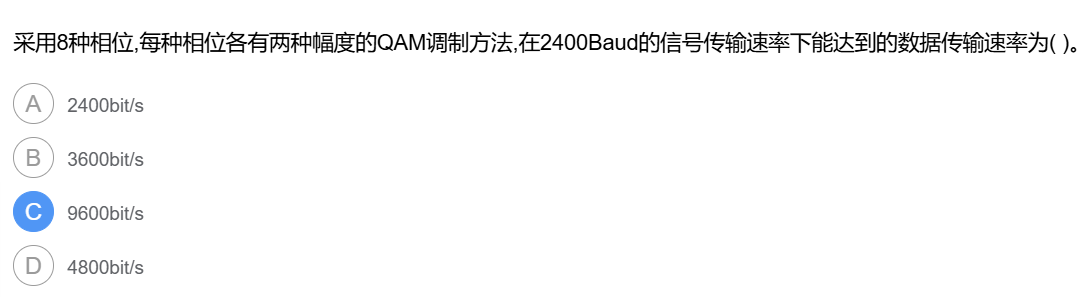 采用8种相位,每种相位各有两种幅度的QAM调制方法,在2400Baud的信号传输速率下能达到的数据传输速率为( )。
A 2400bit/s
B 3600bit/s
C 9600bit/s
D 4800bit/s